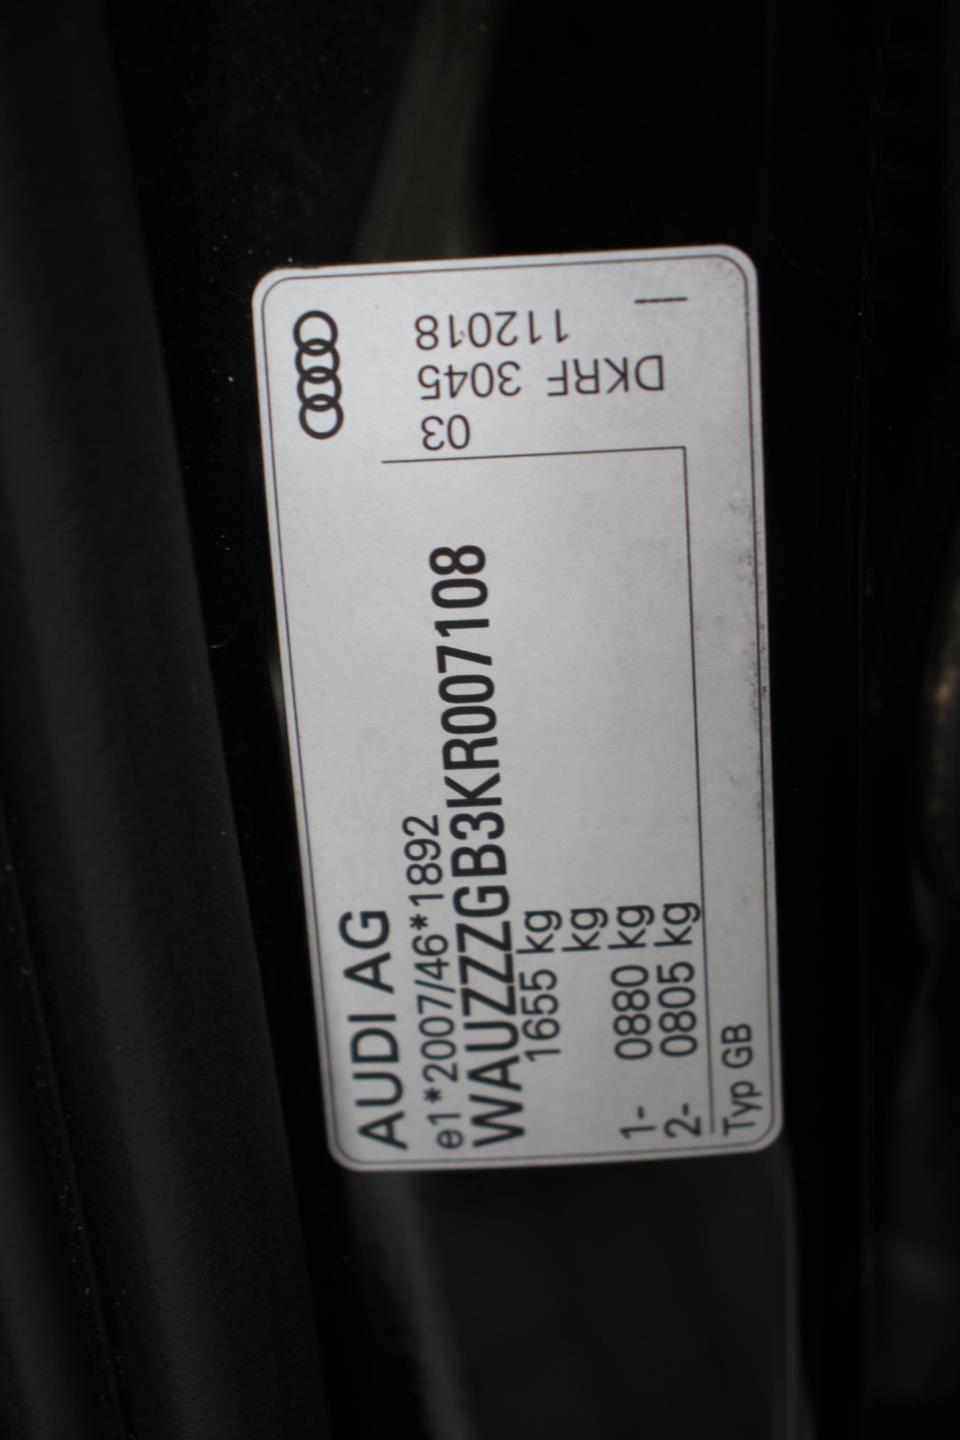 AUDI AG
e1*2007/46*1892
WAUZZZGB3KR007108
1655 kg
kg
1- 0880 kg
2- 0805 kg
Typ GB
03
DKRF 3045
112018